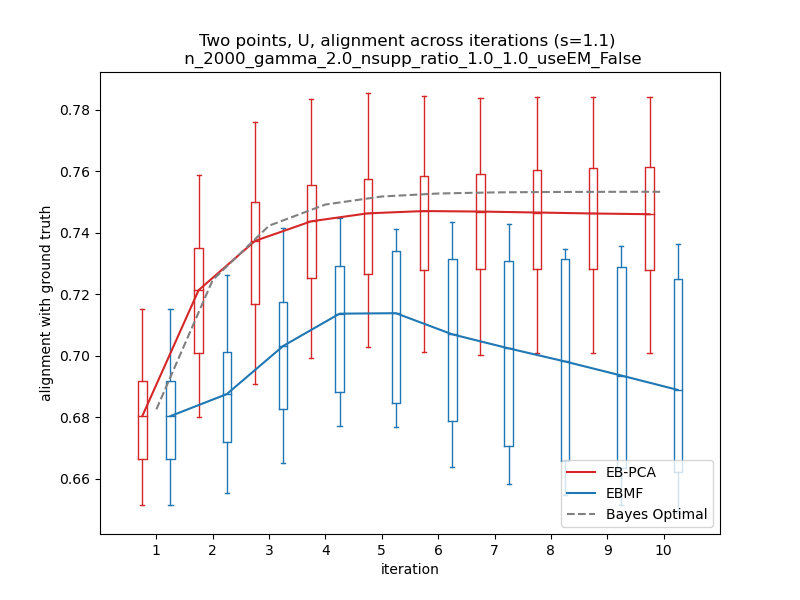 Two points, U, alignment across iterations (s=1.1)
n_2000_gamma_2.0_nsupp_ratio_1.0_1.0_useEM_False
alignment with ground truth
0.78
0.76
0.74
0.72
0.70
0.68
0.66
EB-PCA
EBMF
Bayes Optimal
1 2 3 4 5 6 7 8 9 10
iteration